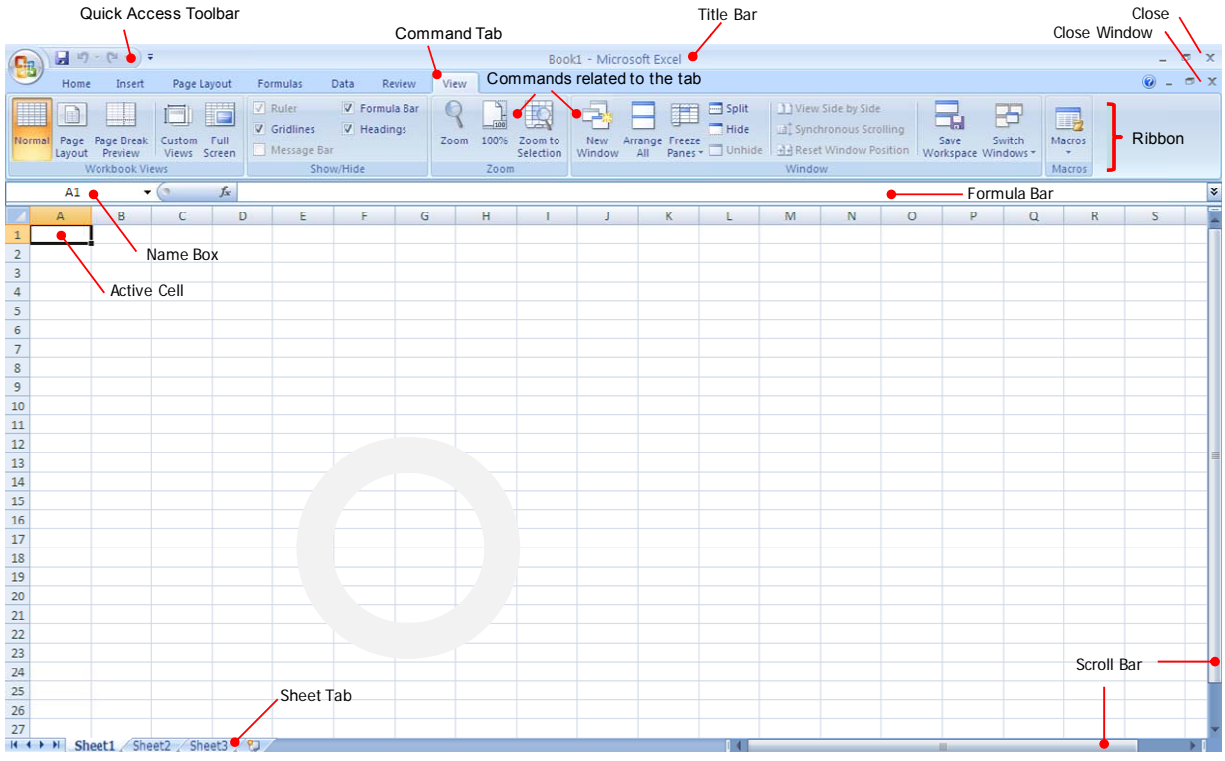 Quick Access Toolbar
Title Bar
Close
Command Tab
Close Window
Book1 - Microsoft Excel
Home Insert Page Layout Formulas Data Review View
Commands related to the tab
Ruler Formula Bar Split View Side by Side
Gridlines Headings Hide Synchronous Scrolling
Message Bar Unhide Reset Window Position
Normal Page Layout Page Break Preview Custom Views Full Screen
Zoom 100% Zoom to Selection New Window Arrange All Freeze Panes
Save Workspace Switch Windows Macros
Ribbon
Workbook Views Show/Hide Zoom Window Macros
A1 fx Formula Bar
A B C D E F G H I J K L M N O P Q R S
1
2
Name Box
3
4
Active Cell
5
6
7
8
9
10
11
12
13
14
15
16
17
18
19
20
21
22
23
24
Scroll Bar
25
Sheet Tab
26
27
Sheet1 Sheet2 Sheet3